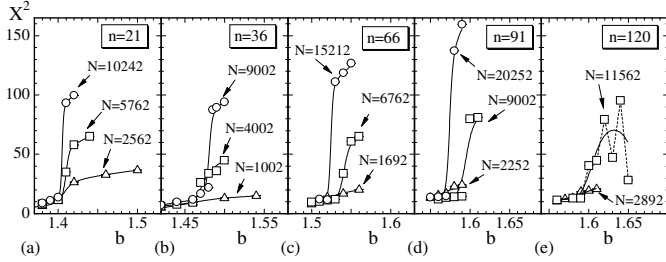 X²
150
100
50
0
n=21
N=10242
N=5762
N=2562
1.4
1.5
(a)
b
n=36
N=9002
N=4002
N=1002
1.45
1.5
1.55
(b)
b
n=66
N=15212
N=6762
N=1692
1.5
1.6
(c)
b
n=91
N=20252
N=9002
N=2252
1.6
1.65
(d)
b
n=120
N=11562
N=2892
1.6
1.65
(e)
b